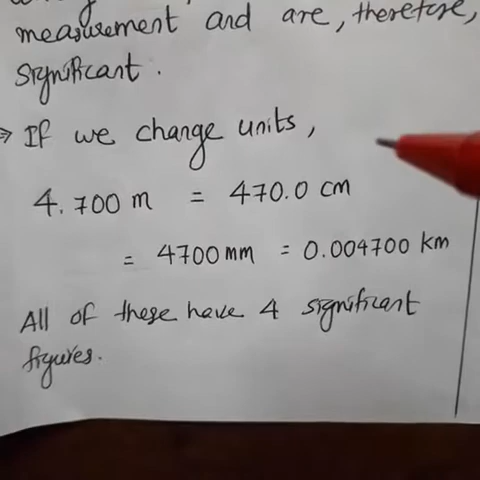 measurement and are, therefore,
significant.
⇒ If we change units,
4.700 m = 470.0 cm
= 4700 mm = 0.004700 km
All of these have 4 significant
figures.